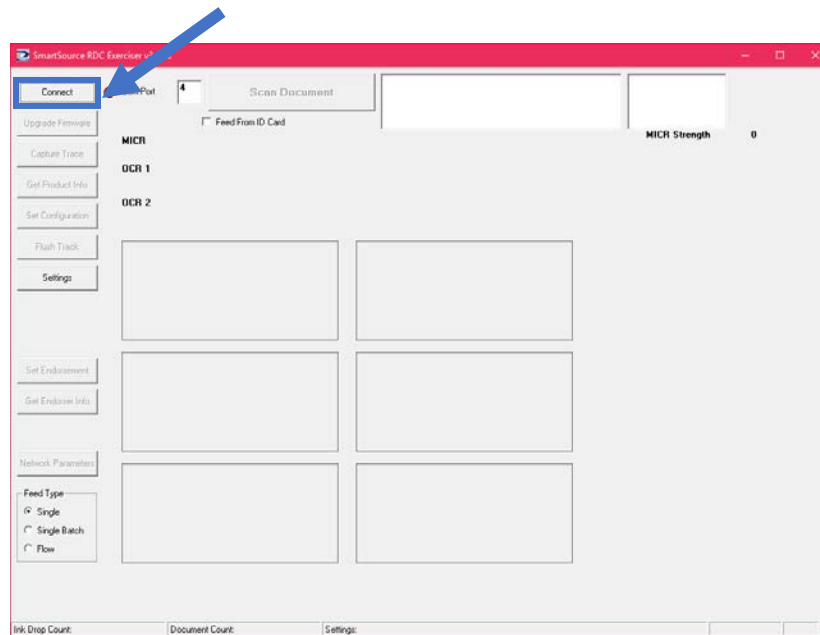 SmartSource RDC Exerciser
Connect
Port
4
Scan Document
Upgrade Firmware
Feed From ID Card
MICR
MICR Strength 0
Capture Trace
OCR 1
Get Product Info
OCR 2
Set Configuration
Flush Track
Settings
Set Endorsement
Get Endorser Info
Network Parameters
Feed Type
Single
Single Batch
Flow
Ink Drop Count:
Document Count:
Settings: